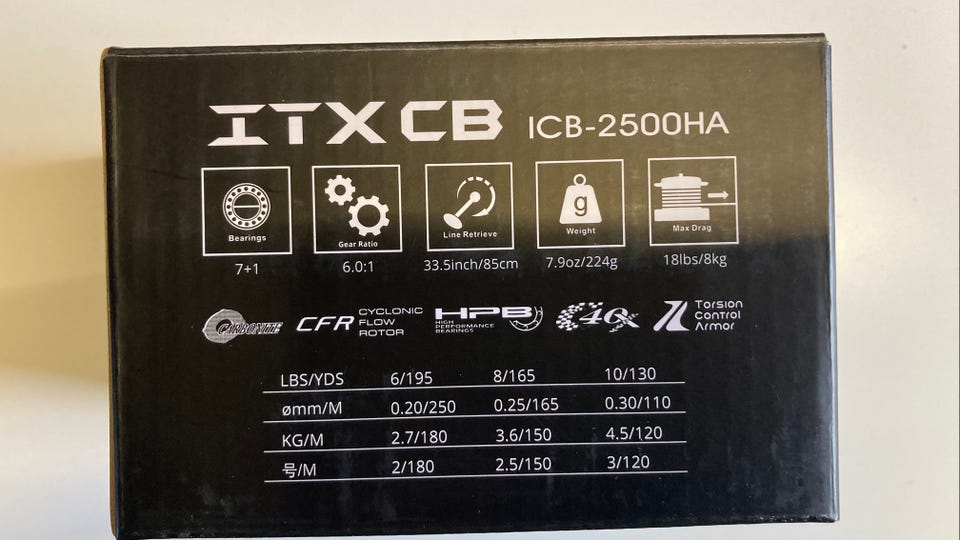 ITX CB ICB-2500HA
Bearings
Gear Ratio
Line Retrieve
g
Weight
Max Drag
7+1
6.0:1
33.5inch/85cm
7.9oz/224g
18lbs/8kg
CARBONITE
CFR CYCLONIC
FLOW
ROTOR
HPB
HIGH
PERFORMANCE
BEARINGS
Torsion
Control
Armor
LBS/YDS 6/195 8/165 10/130
ømm/M 0.20/250 0.25/165 0.30/110
KG/M 2.7/180 3.6/150 4.5/120
号/M 2/180 2.5/150 3/120